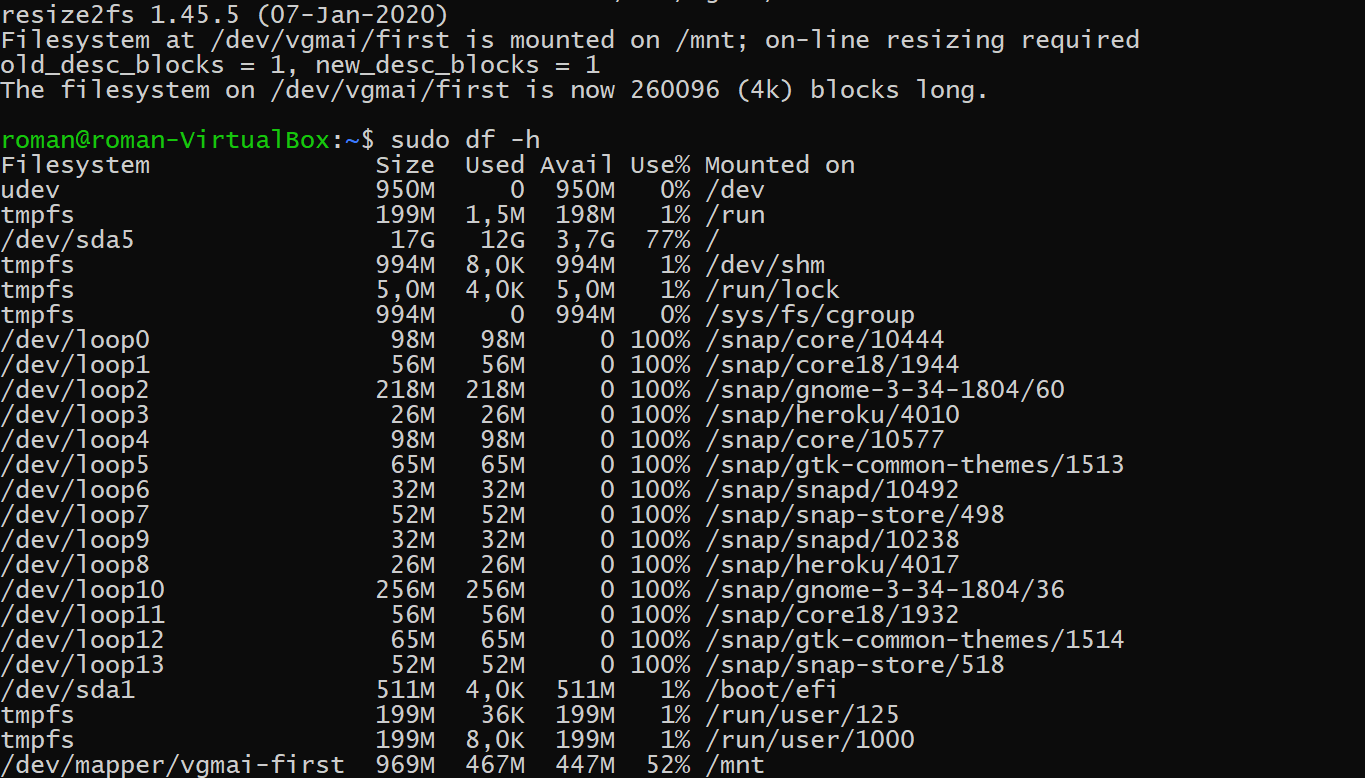 resize2fs 1.45.5 (07-Jan-2020)
Filesystem at /dev/vgmai/first is mounted on /mnt; on-line resizing required
old_desc_blocks = 1, new_desc_blocks = 1
The filesystem on /dev/vgmai/first is now 260096 (4k) blocks long.
roman@roman-VirtualBox:~$ sudo df -h
Filesystem                Size  Used Avail Use% Mounted on
udev                      950M     0  950M   0% /dev
tmpfs                     199M  1,5M  198M   1% /run
/dev/sda5                  17G   12G  3,7G  77% /
tmpfs                     994M  8,0K  994M   1% /dev/shm
tmpfs                     5,0M  4,0K  5,0M   1% /run/lock
tmpfs                     994M     0  994M   0% /sys/fs/cgroup
/dev/loop0                 98M   98M     0 100% /snap/core/10444
/dev/loop1                 56M   56M     0 100% /snap/core18/1944
/dev/loop2                218M  218M     0 100% /snap/gnome-3-34-1804/60
/dev/loop3                 26M   26M     0 100% /snap/heroku/4010
/dev/loop4                 98M   98M     0 100% /snap/core/10577
/dev/loop5                 65M   65M     0 100% /snap/gtk-common-themes/1513
/dev/loop6                 32M   32M     0 100% /snap/snapd/10492
/dev/loop7                 52M   52M     0 100% /snap/snap-store/498
/dev/loop9                 32M   32M     0 100% /snap/snapd/10238
/dev/loop8                 26M   26M     0 100% /snap/heroku/4017
/dev/loop10               256M  256M     0 100% /snap/gnome-3-34-1804/36
/dev/loop11                56M   56M     0 100% /snap/core18/1932
/dev/loop12                65M   65M     0 100% /snap/gtk-common-themes/1514
/dev/loop13                52M   52M     0 100% /snap/snap-store/518
/dev/sda1                 511M  4,0K  511M   1% /boot/efi
tmpfs                     199M   36K  199M   1% /run/user/125
tmpfs                     199M  8,0K  199M   1% /run/user/1000
/dev/mapper/vgmai-first   969M  467M  447M  52% /mnt